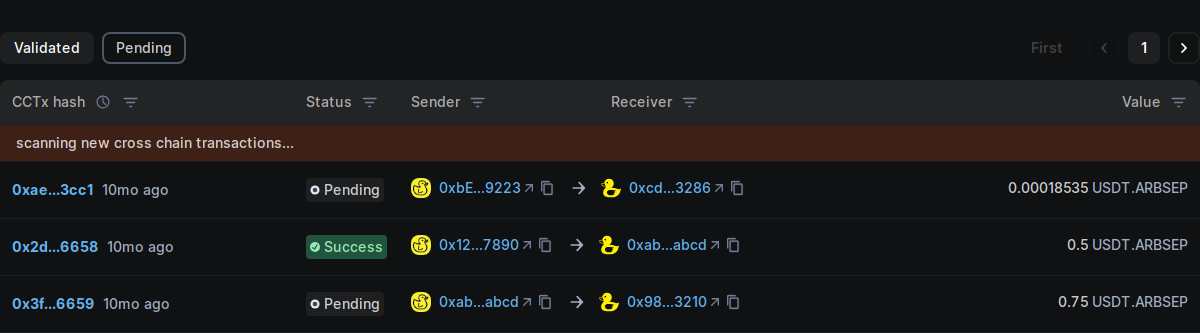 Validated Pending First 1
CCTx hash Status Sender Receiver Value
scanning new cross chain transactions...
0xae...3cc1 10mo ago Pending 0xbE...9223 0xcd...3286 0.00018535 USDT.ARBSEP
0x2d...6658 10mo ago Success 0x12...7890 0xab...abcd 0.5 USDT.ARBSEP
0x3f...6659 10mo ago Pending 0xab...abcd 0x98...3210 0.75 USDT.ARBSEP